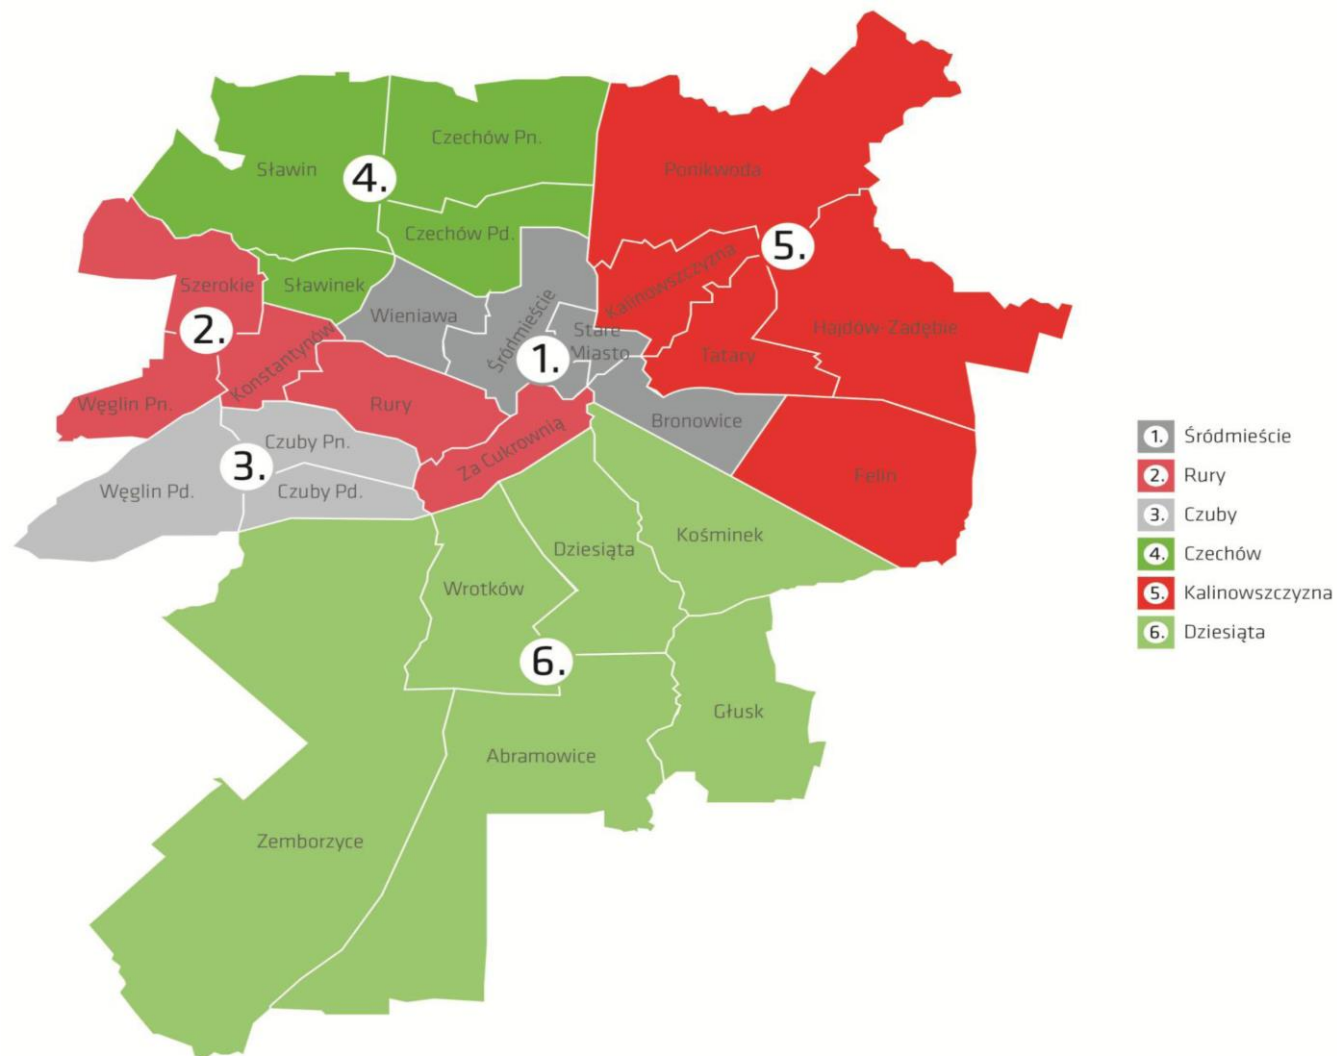 Czechów Pn.
Sławin
4.
Ponikwoda
Czechów Pd.
5.
Kalinowszczyzna
Szerokie
Sławinek
Wieniawa
Śródmieście
Stare
Miasto
Hajdów-Zadębie
2.
Konstantynów
1.
Tatary
Węglin Pn.
Rury
Bronowice
Czuby Pn.
Za Cukrownią
3.
Węglin Pd.
Czuby Pd.
Felin
Kośminek
Dziesiąta
Wrotków
6.
Głusk
Abramowice
Zemborzyce
1. Śródmieście
2. Rury
3. Czuby
4. Czechów
5. Kalinowszczyzna
6. Dziesiąta